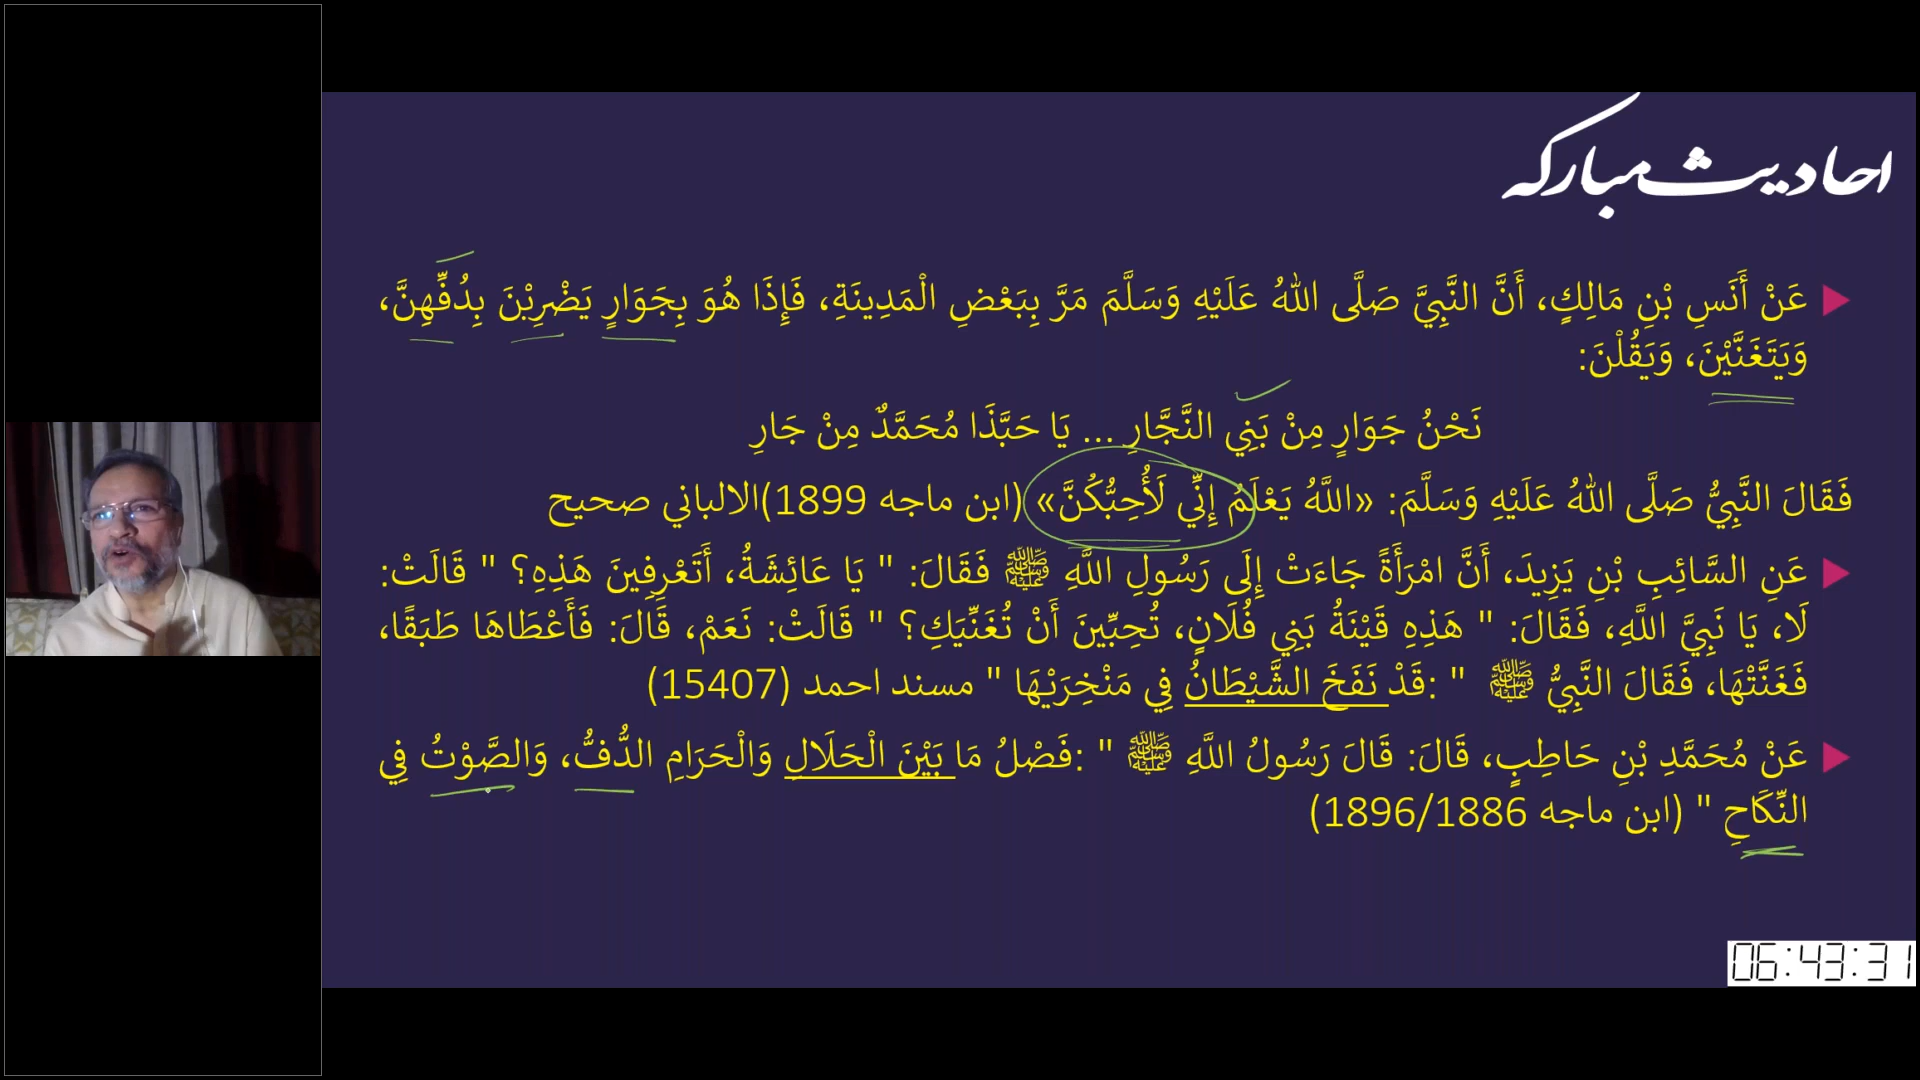 احادیث مبارکہ
عَنْ أَنَسِ بْنِ مَالِكٍ، أَنَّ النَّبِيَّ صَلَّى اللهُ عَلَيْهِ وَسَلَّمَ مَرَّ بِبَعْضِ الْمَدِينَةِ، فَإِذَا هُوَ بِجَوَارٍ يَضْرِبْنَ بِدُفِّهِنَّ،
وَيَتَغَنَّيْنَ، وَيَقُلْنَ:
نَحْنُ جَوَارٍ مِنْ بَنِي النَّجَّارِ ... يَا حَبَّذَا مُحَمَّدٌ مِنْ جَارِ
فَقَالَ النَّبِيُّ صَلَّى اللهُ عَلَيْهِ وَسَلَّمَ: «اللَّهُ يَعْلَمُ إِنِّي لَأُحِبُّكُنَّ» (ابن ماجه 1899)الالباني صحيح
عَنِ السَّائِبِ بْنِ يَزِيدَ، أَنَّ امْرَأَةً جَاءَتْ إِلَى رَسُولِ اللَّهِ ﷺ فَقَالَ: " يَا عَائِشَةُ، أَتَعْرِفِينَ هَذِهِ؟ " قَالَتْ:
لَا، يَا نَبِيَّ اللَّهِ، فَقَالَ: " هَذِهِ قَيْنَةُ بَنِي فُلَانٍ، تُحِبِّينَ أَنْ تُغَنِّيَكِ؟ " قَالَتْ: نَعَمْ، قَالَ: فَأَعْطَاهَا طَبَقًا،
فَغَنَّتْهَا، فَقَالَ النَّبِيُّ ﷺ " :قَدْ نَفَخَ الشَّيْطَانُ فِي مَنْخِرَيْهَا " مسند احمد (15407)
عَنْ مُحَمَّدِ بْنِ حَاطِبٍ، قَالَ: قَالَ رَسُولُ اللَّهِ ﷺ " :فَصْلُ مَا بَيْنَ الْحَلَالِ وَالْحَرَامِ الدُّفُّ، وَالصَّوْتُ فِي
النِّكَاحِ " (ابن ماجه 1896/1886)
06:43:31